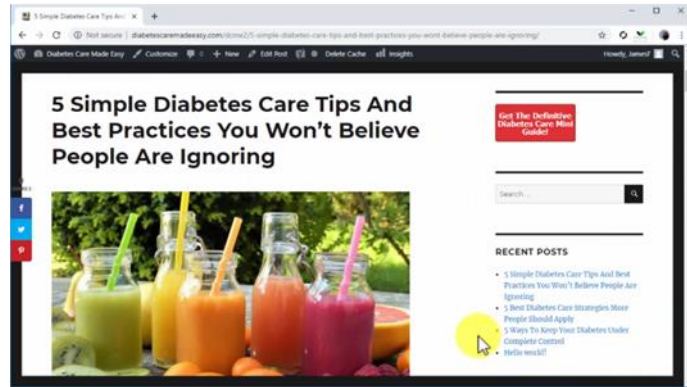 5 Simple Diabetes Care Tips And
Not secure | diabetescaremadeeasy.com/skine2/5-simple-diabetes-care-tips-and-best-practices-you-wont-believe-people-are-ignoring/
Diabetes Care Made Easy Customize 0 + New Edit Post Delete Cache Insights Howdy, JamesF
5 Simple Diabetes Care Tips And
Best Practices You Won't Believe
People Are Ignoring
Get The Definitive
Diabetes Care Mini
Guide!
Search …
RECENT POSTS
5 Simple Diabetes Care Tips And Best
Practices You Won't Believe People Are
Ignoring
5 Best Diabetes Care Strategies More
People Should Apply
5 Ways To Keep Your Diabetes Under
Complete Control
Hello world!